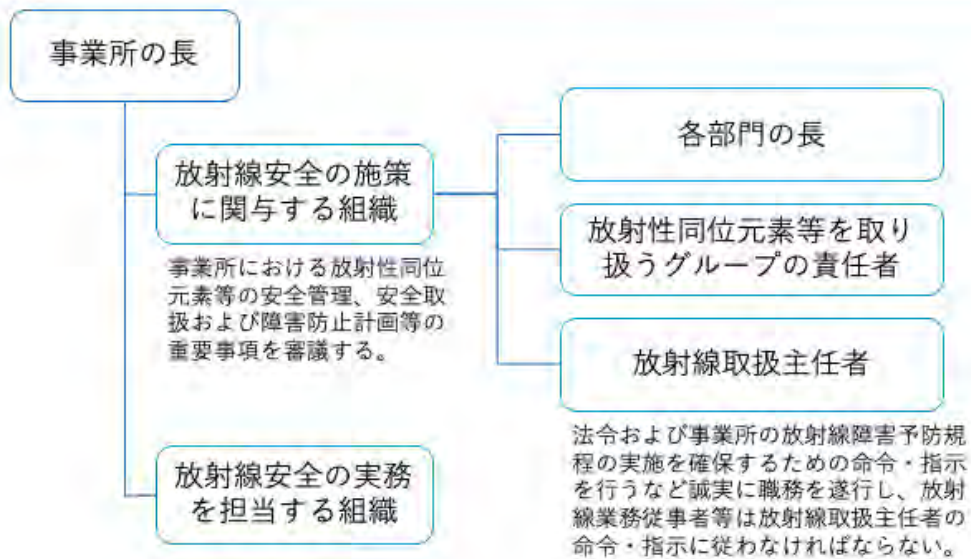 事業所の長
放射線安全の施策
に関与する組織
事業所における放射性同位
元素等の安全管理、安全取
扱および障害防止計画等の
重要事項を審議する。
各部門の長
放射性同位元素等を取り
扱うグループの責任者
放射線取扱主任者
法令および事業所の放射線障害予防規
程の実施を確保するための命令・指示
を行うなど誠実に職務を遂行し、放射
線業務従事者等は放射線取扱主任者の
命令・指示に従わなければならない。
放射線安全の実務
を担当する組織